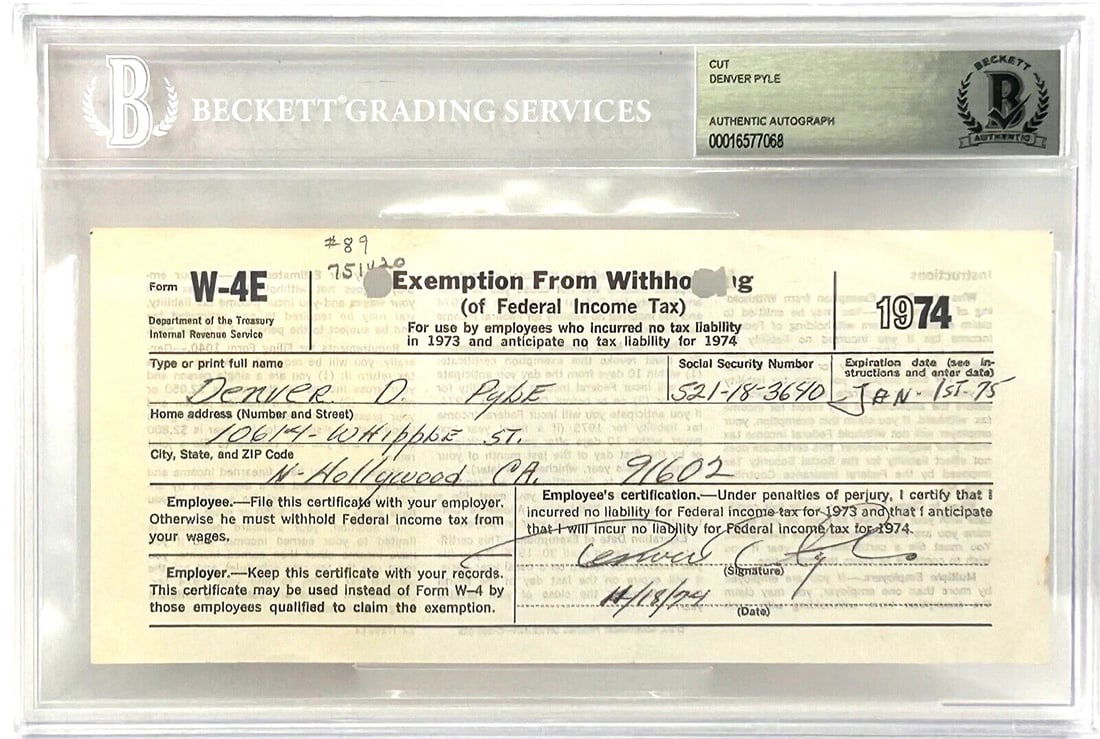 BECKETT® GRADING SERVICES
CUT
DENVER PYLE
AUTHENTIC AUTOGRAPH
00016577068
BECKETT
B
AUTHENTIC
#89
Form W-4E
Department of the Treasury
Internal Revenue Service
Exemption From
(of Federal Income Tax)
For use by employees who incurred no tax liability
in 1973 and anticipate no tax liability for 1974
1974
Type or print full name
Denver D. Pyle
Social Security Number
521-18-3640
Expiration date (see in-
structions and enter date)
JAN. 1ST-75
Home address (Number and Street)
10614-Whipple ST.
City, State, and ZIP Code
N-Hollywood CA. 91602
Employee.—File this certificate with your employer.
Otherwise he must withhold Federal income tax from
your wages.
Employer.—Keep this certificate with your records.
This certificate may be used instead of Form W-4 by
those employees qualified to claim the exemption.
Employee's certification.—Under penalties of perjury, I certify that I
incurred no liability for Federal income tax for 1973 and that I anticipate
that I will incur no liability for Federal income tax for 1974.
Denver Pyle
(Signature)
/18/74
(Date)